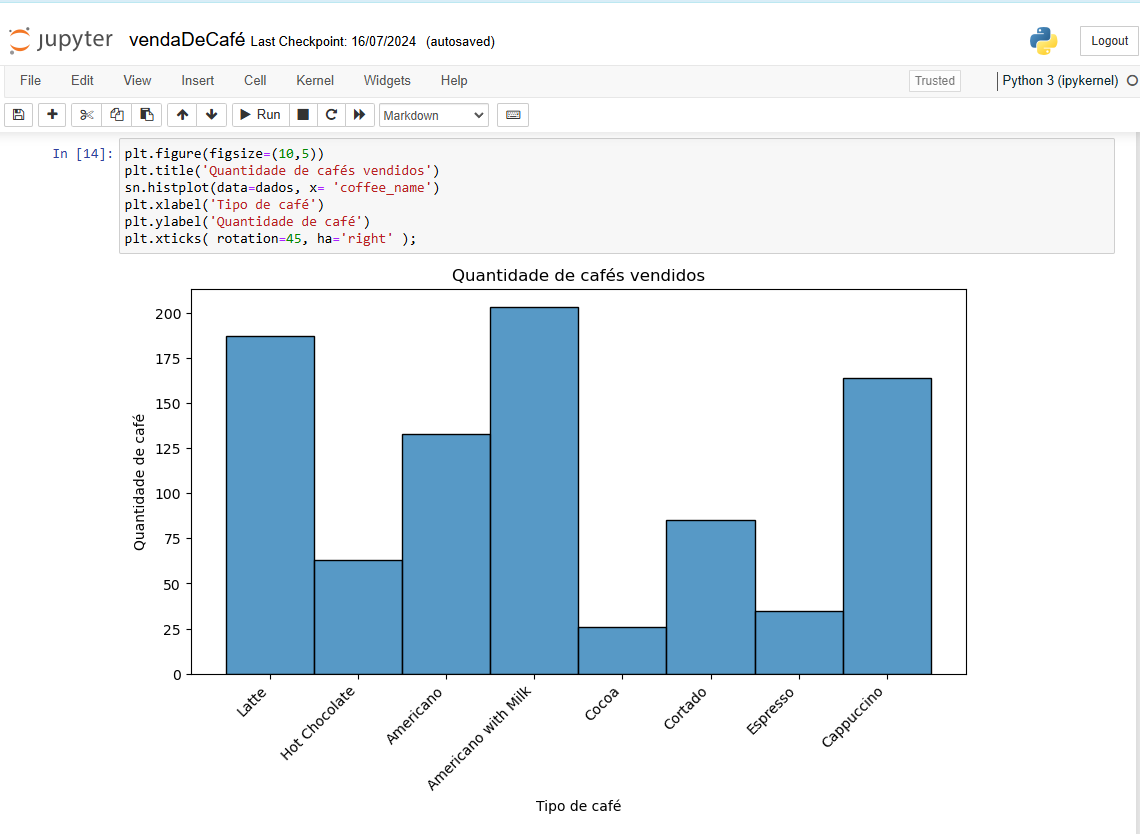 jupyter vendaDeCafé Last Checkpoint: 16/07/2024 (autosaved) Logout
File Edit View Insert Cell Kernel Widgets Help Trusted Python 3 (ipykernel)
Run Markdown
In [14]: plt.figure(figsize=(10,5))
plt.title('Quantidade de cafés vendidos')
sn.histplot(data=dados, x= 'coffee_name')
plt.xlabel('Tipo de café')
plt.ylabel('Quantidade de café')
plt.xticks( rotation=45, ha='right' );
Quantidade de cafés vendidos
Quantidade de café
200
175
150
125
100
75
50
25
0
Latte
Hot Chocolate
Americano
Americano with Milk
Cocoa
Cortado
Espresso
Cappuccino
Tipo de café